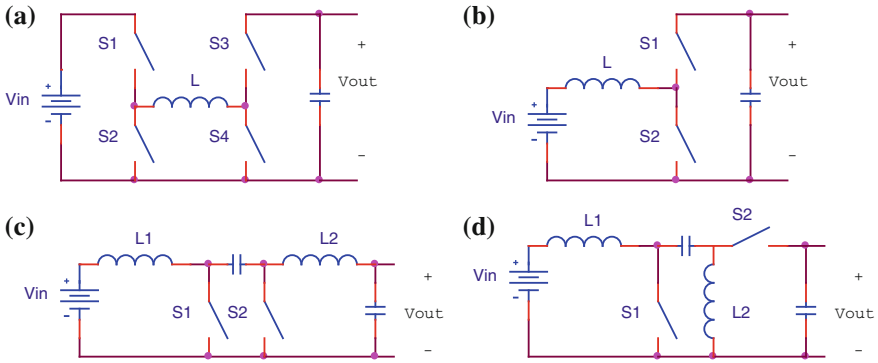 (a)
S1
S3
+
L
Vin
+
−
Vout
S2
S4
−
(b)
S1
+
L
Vout
Vin
+
−
S2
−
(c)
L1
L2
+
Vin
+
−
S1
S2
Vout
−
(d)
S2
L1
+
Vin
+
−
S1
L2
Vout
−